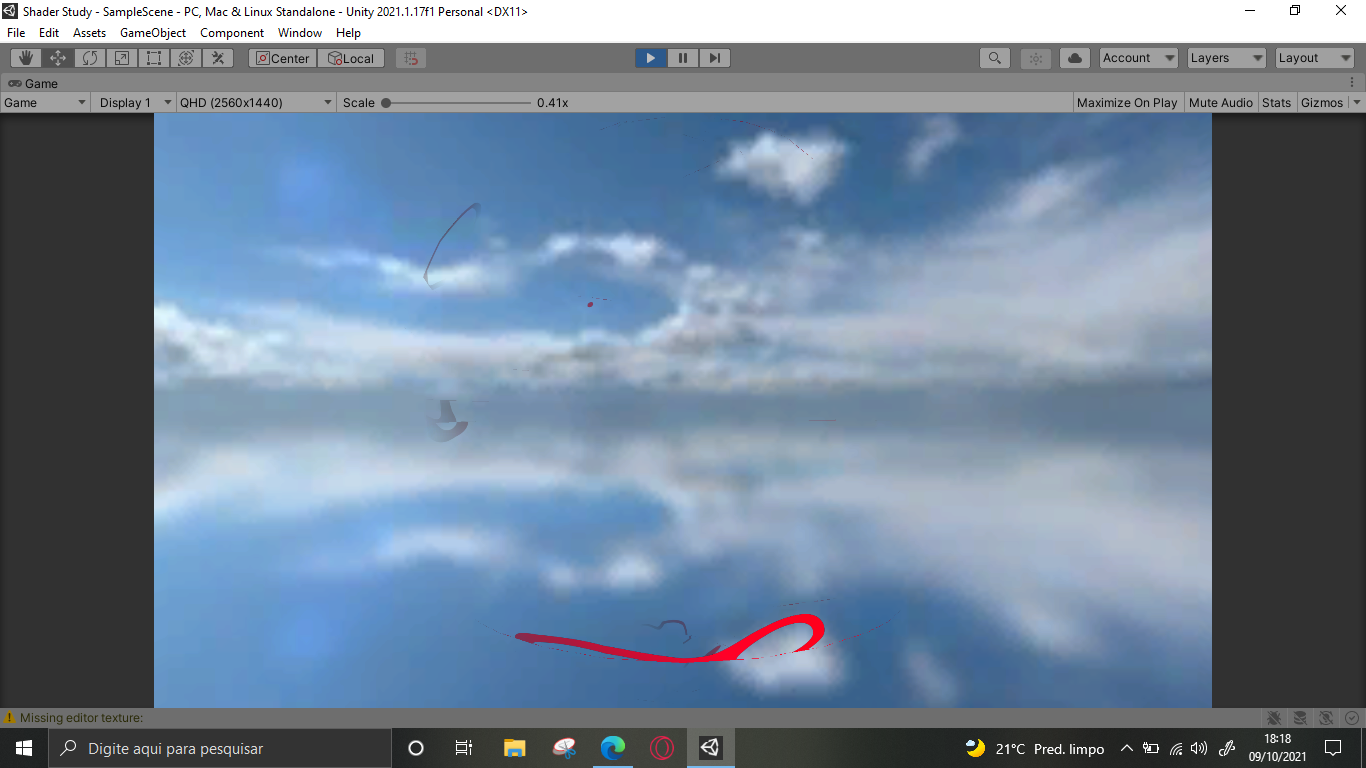 Shader Study - SampleScene - PC, Mac & Linux Standalone - Unity 2021.1.17f1 Personal <DX11>
File Edit Assets GameObject Component Window Help
Center Local Account Layers Layout
Game
Game Display 1 QHD (2560x1440) Scale 0.41x Maximize On Play Mute Audio Stats Gizmos
Missing editor texture:
Digite aqui para pesquisar 21°C Pred. limpo 18:18
09/10/2021